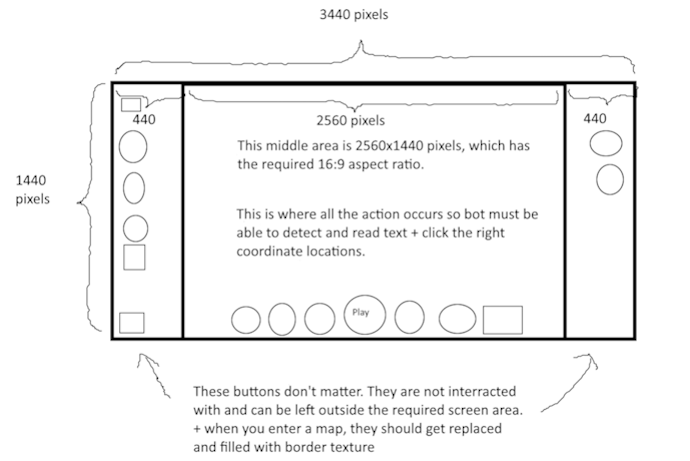 3440 pixels
440
2560 pixels
440
This middle area is 2560x1440 pixels, which has
the required 16:9 aspect ratio.
1440
pixels
This is where all the action occurs so bot must be
able to detect and read text + click the right
coordinate locations.
Play
These buttons don't matter. They are not interracted
with and can be left outside the required screen area.
+ when you enter a map, they should get replaced
and filled with border texture